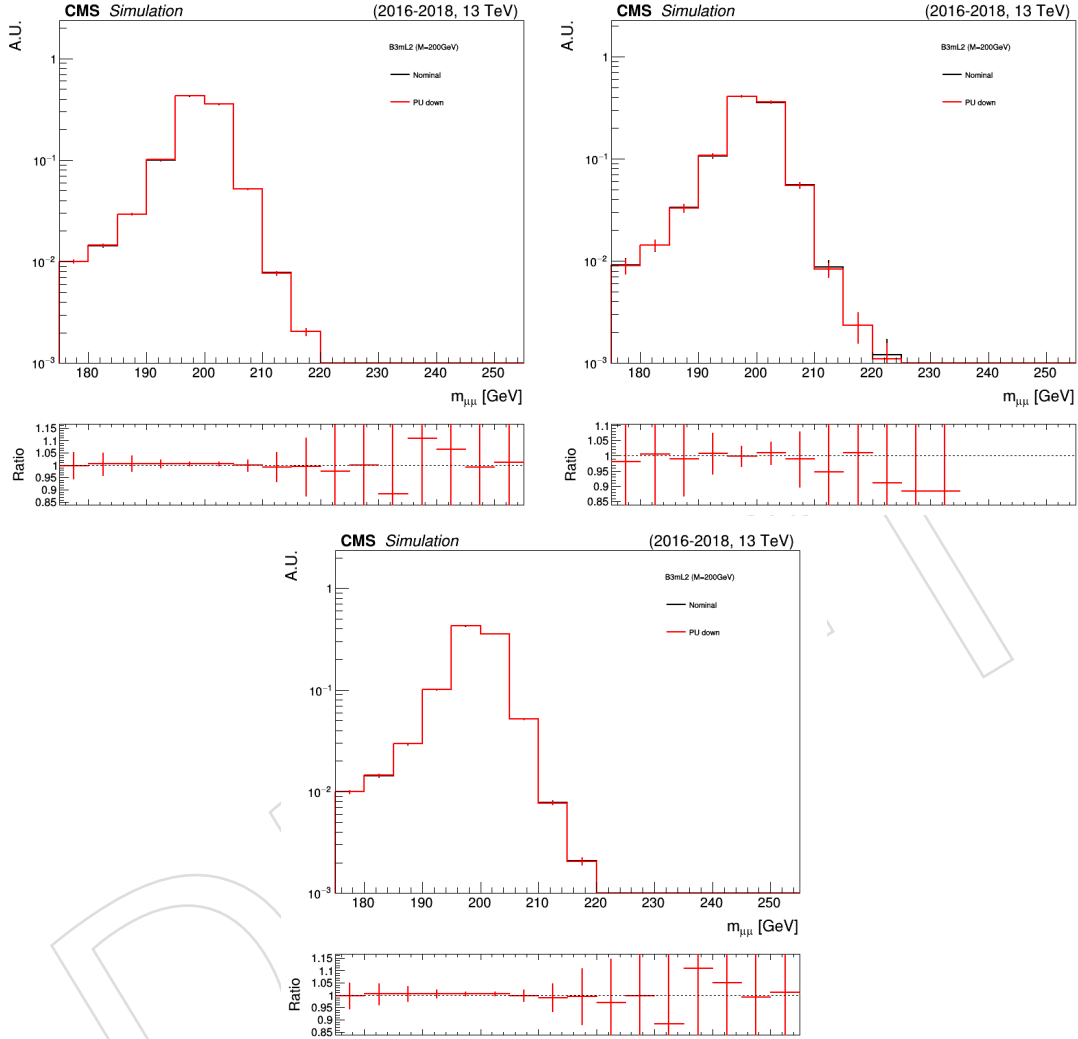 CMS Simulation (2016-2018, 13 TeV)
A.U.
B3mL2 (M=200GeV)
Nominal
PU down
1
10⁻¹
10⁻²
10⁻³
180 190 200 210 220 230 240 250
m_μμ [GeV]
Ratio
1.15
1.1
1.05
1
0.95
0.9
0.85
CMS Simulation (2016-2018, 13 TeV)
A.U.
B3mL2 (M=200GeV)
Nominal
PU down
1
10⁻¹
10⁻²
10⁻³
180 190 200 210 220 230 240 250
m_μμ [GeV]
Ratio
1.1
1.05
1
0.95
0.9
0.85
CMS Simulation (2016-2018, 13 TeV)
A.U.
B3mL2 (M=200GeV)
Nominal
PU down
1
10⁻¹
10⁻²
10⁻³
180 190 200 210 220 230 240 250
m_μμ [GeV]
Ratio
1.15
1.1
1.05
1
0.95
0.9
0.85